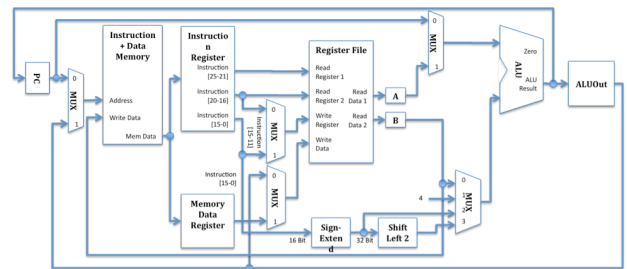 Instruction
+ Data
Memory
Instructio
n
Register
Register File
Instruction
[25-21]
Instruction
[20-16]
Instruction
[15-0]
Read
Register 1
Read
Register 2
Write
Register
Write
Data
Read
Data 1
Read
Data 2
PC
0
MUX
1
Address
Write Data
Mem Data
Instruction
[15-11]
0
MUX
1
A
B
0
MUX
1
Zero
ALU
ALU
Result
ALUOut
Instruction
[15-0]
0
MUX
1
Memory
Data
Register
4
0
1
2
3
MUX
16 Bit
Sign-
Exten
d
32 Bit
Shift
Left 2